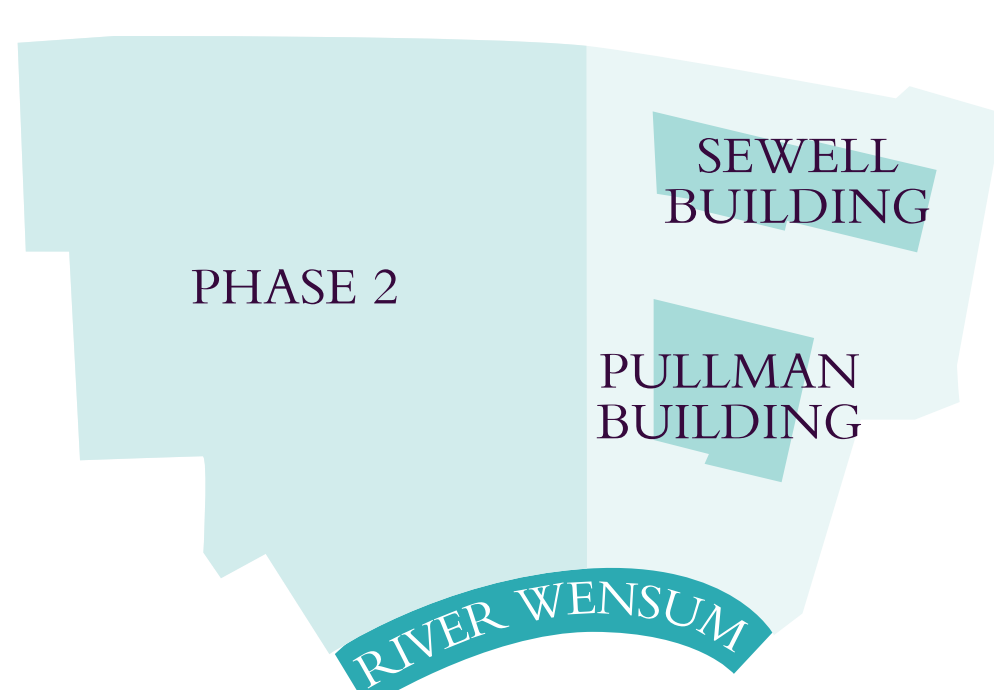 SEWELL
BUILDING
PHASE 2
PULLMAN
BUILDING
RIVER WENSUM